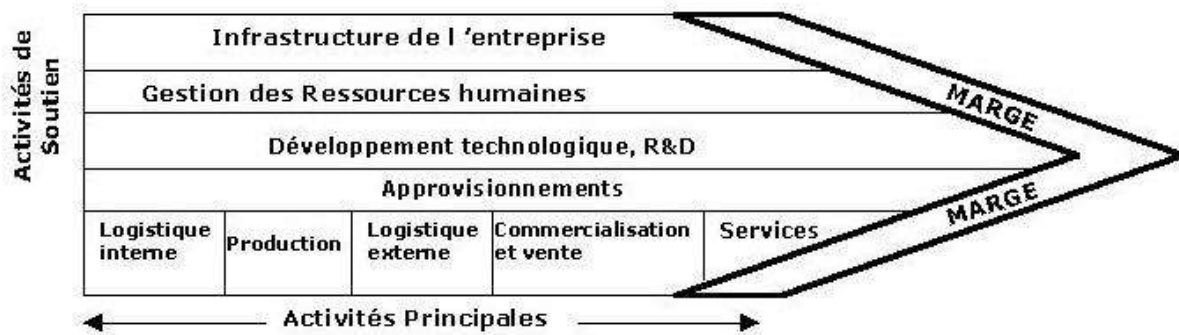 Activités de
Soutien
Infrastructure de l ’entreprise
Gestion des Ressources humaines
Développement technologique, R&D
Approvisionnements
Logistique
interne
Production
Logistique
externe
Commercialisation
et vente
Services
MARGE
MARGE
Activités Principales